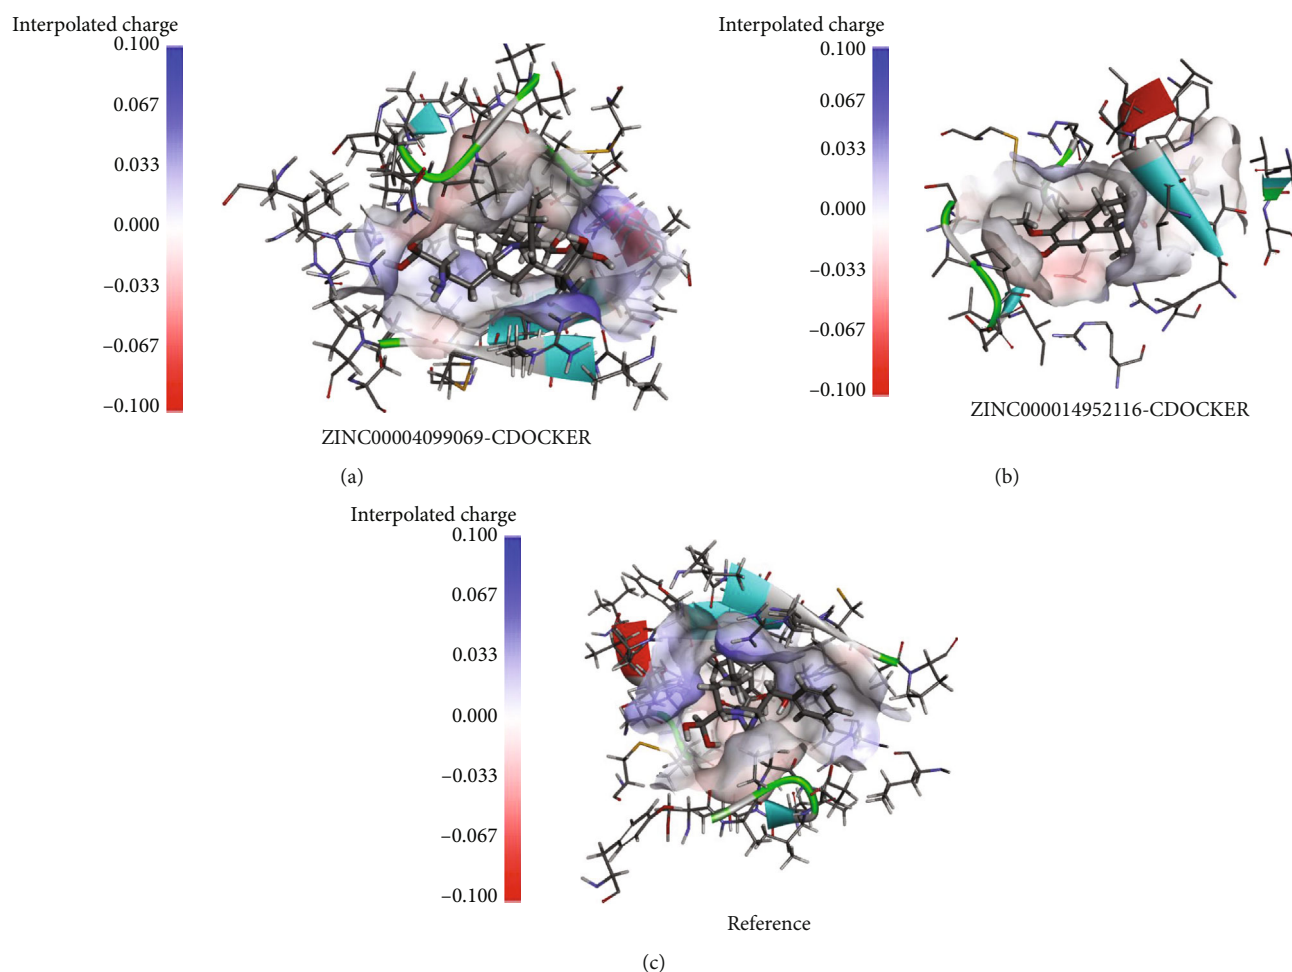 Interpolated charge
0.100
0.067
0.033
0.000
−0.033
−0.067
−0.100
ZINC00004099069-CDOCKER
(a)
Interpolated charge
0.100
0.067
0.033
0.000
−0.033
−0.067
−0.100
ZINC000014952116-CDOCKER
(b)
Interpolated charge
0.100
0.067
0.033
0.000
−0.033
−0.067
−0.100
Reference
(c)